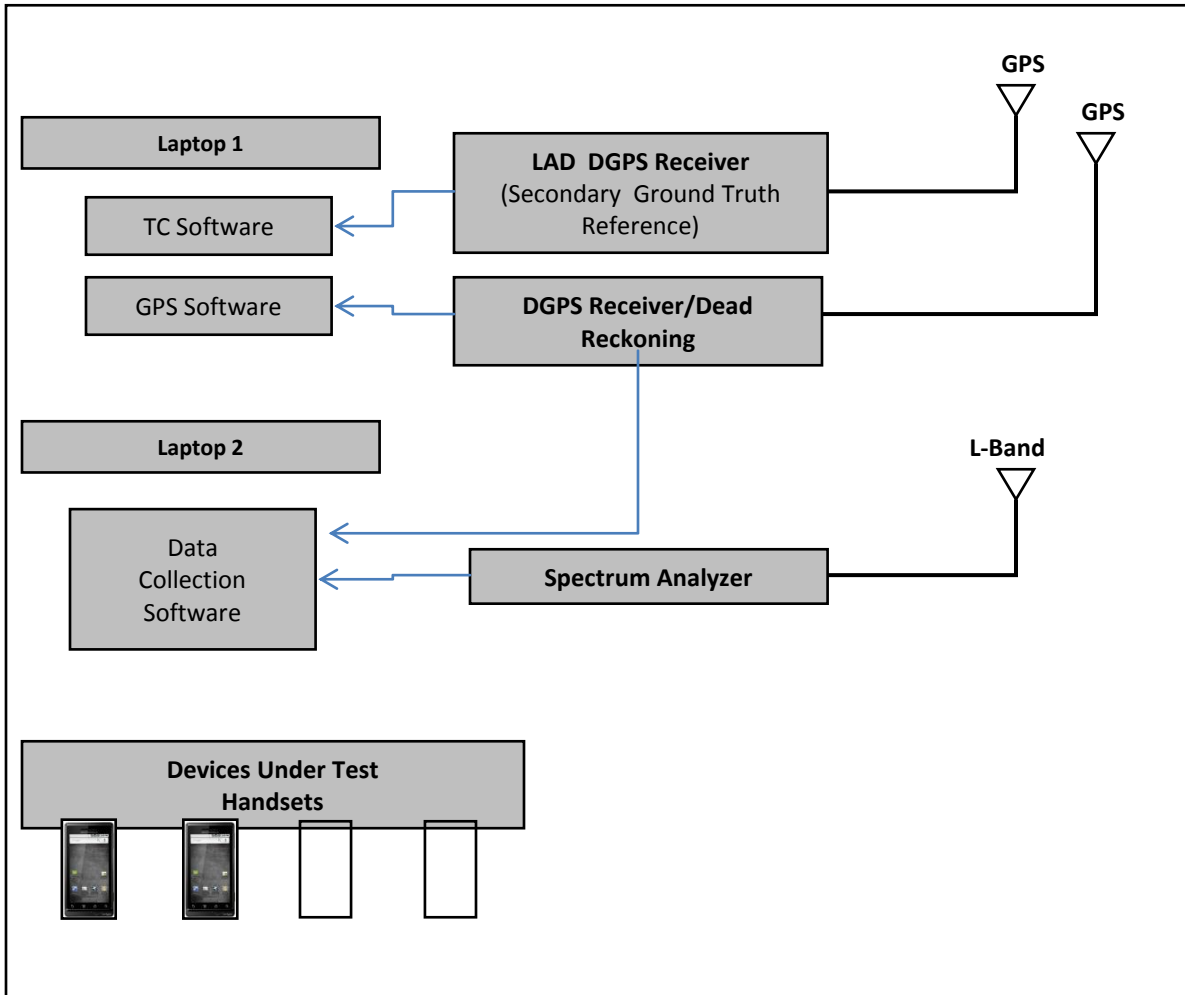 GPS
GPS
Laptop 1
LAD DGPS Receiver
(Secondary Ground Truth
Reference)
TC Software
GPS Software
DGPS Receiver/Dead
Reckoning
Laptop 2
L-Band
Data
Collection
Software
Spectrum Analyzer
Devices Under Test
Handsets